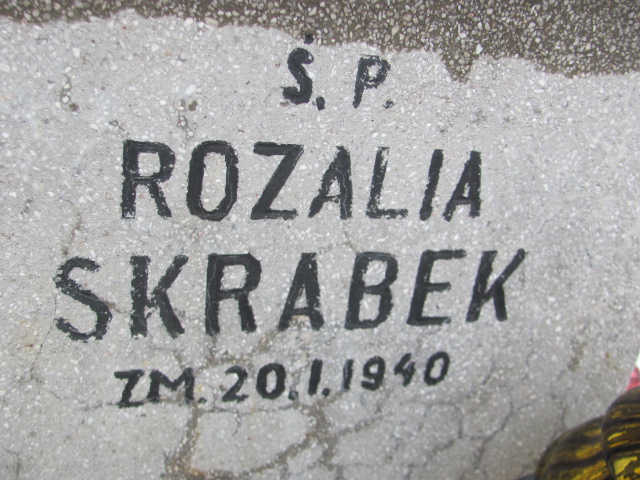 Ś.P.
ROZALIA
SKRABEK
ZM. 20.1.1940